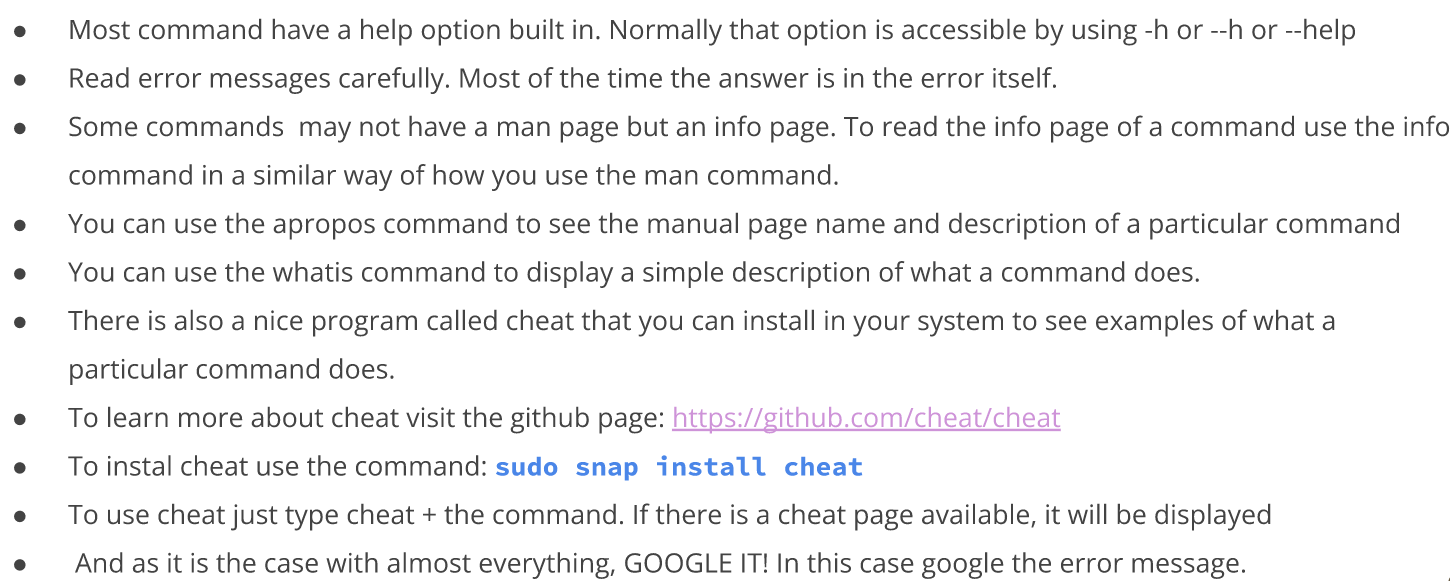 ● Most command have a help option built in. Normally that option is accessible by using -h or --h or --help
● Read error messages carefully. Most of the time the answer is in the error itself.
● Some commands  may not have a man page but an info page. To read the info page of a command use the info
command in a similar way of how you use the man command.
● You can use the apropos command to see the manual page name and description of a particular command
● You can use the whatis command to display a simple description of what a command does.
● There is also a nice program called cheat that you can install in your system to see examples of what a
particular command does.
● To learn more about cheat visit the github page: https://github.com/cheat/cheat
● To instal cheat use the command: sudo snap install cheat
● To use cheat just type cheat + the command. If there is a cheat page available, it will be displayed
● And as it is the case with almost everything, GOOGLE IT! In this case google the error message.